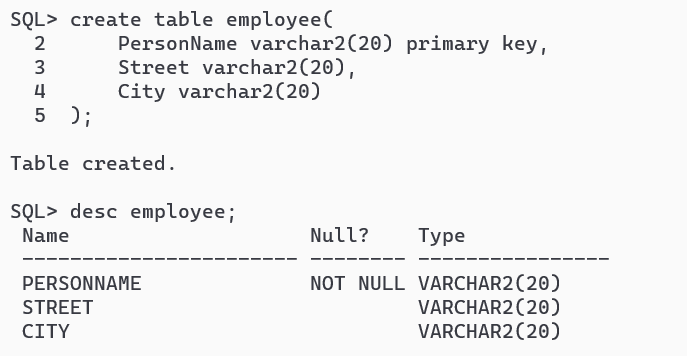 SQL> create table employee(
  2      PersonName varchar2(20) primary key,
  3      Street varchar2(20),
  4      City varchar2(20)
  5  );

Table created.

SQL> desc employee;
 Name                    Null?    Type
 ----------------------- -------- ----------------
 PERSONNAME              NOT NULL VARCHAR2(20)
 STREET                           VARCHAR2(20)
 CITY                             VARCHAR2(20)